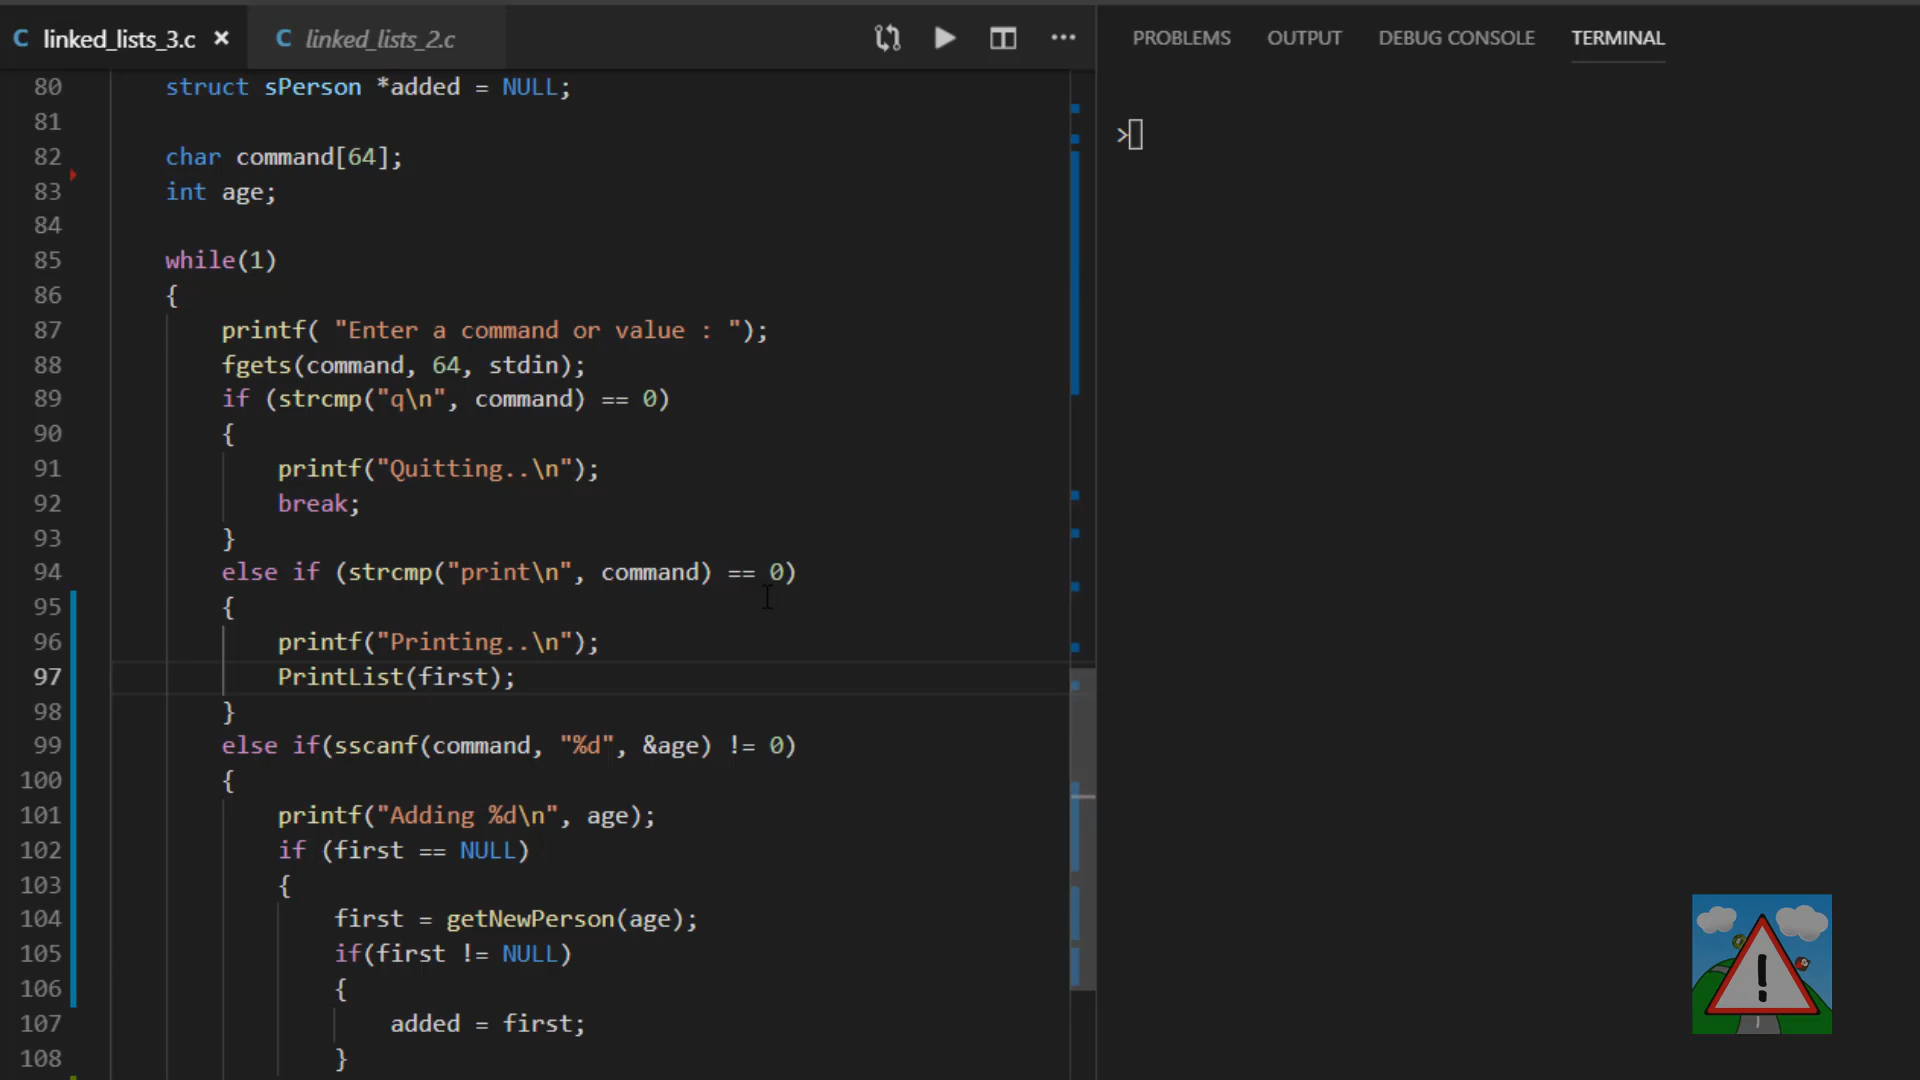 C linked_lists_3.c × C linked_lists_2.c ··· PROBLEMS OUTPUT DEBUG CONSOLE TERMINAL
80 struct sPerson *added = NULL;
81
82 char command[64];
83 int age;
84
85 while(1)
86 {
87 printf( "Enter a command or value : ");
88 fgets(command, 64, stdin);
89 if (strcmp("q\n", command) == 0)
90 {
91 printf("Quitting..\n");
92 break;
93 }
94 else if (strcmp("print\n", command) == 0)
95 {
96 printf("Printing..\n");
97 PrintList(first);
98 }
99 else if(sscanf(command, "%d", &age) != 0)
100 {
101 printf("Adding %d\n", age);
102 if (first == NULL)
103 {
104 first = getNewPerson(age);
105 if(first != NULL)
106 {
107 added = first;
108 }
>
!